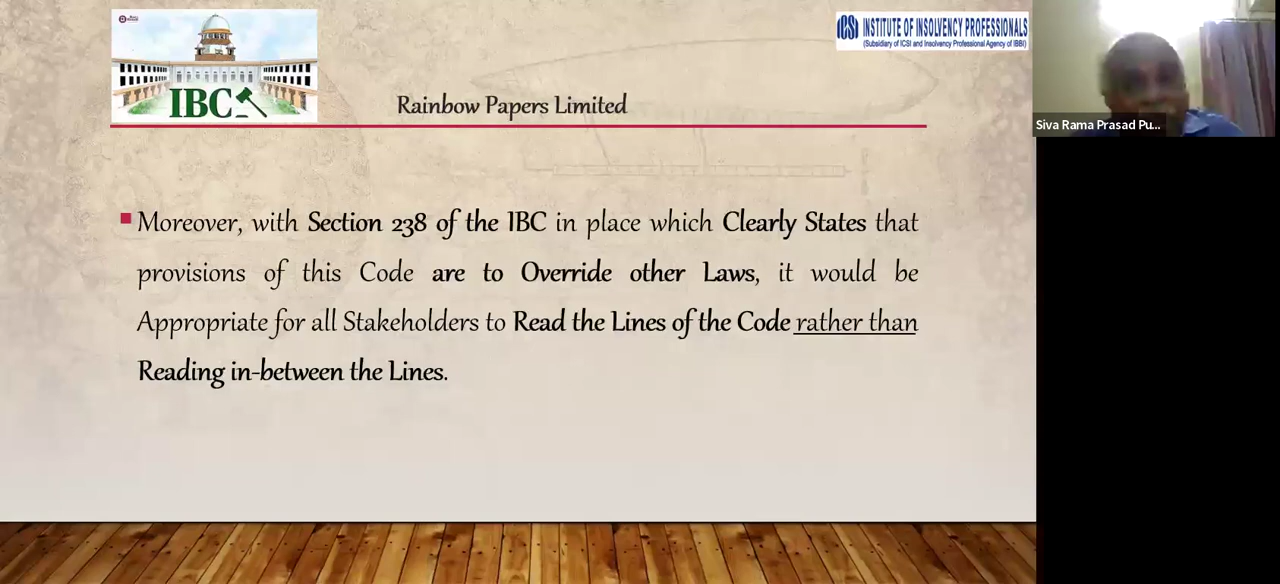 IBC
ICSI INSTITUTE OF INSOLVENCY PROFESSIONALS
(Subsidiary of ICSI and Insolvency Professional Agency of IBBI)
Rainbow Papers Limited
Siva Rama Prasad Pu...
Moreover, with Section 238 of the IBC in place which Clearly States that
provisions of this Code are to Override other Laws, it would be
Appropriate for all Stakeholders to Read the Lines of the Code rather than
Reading in-between the Lines.